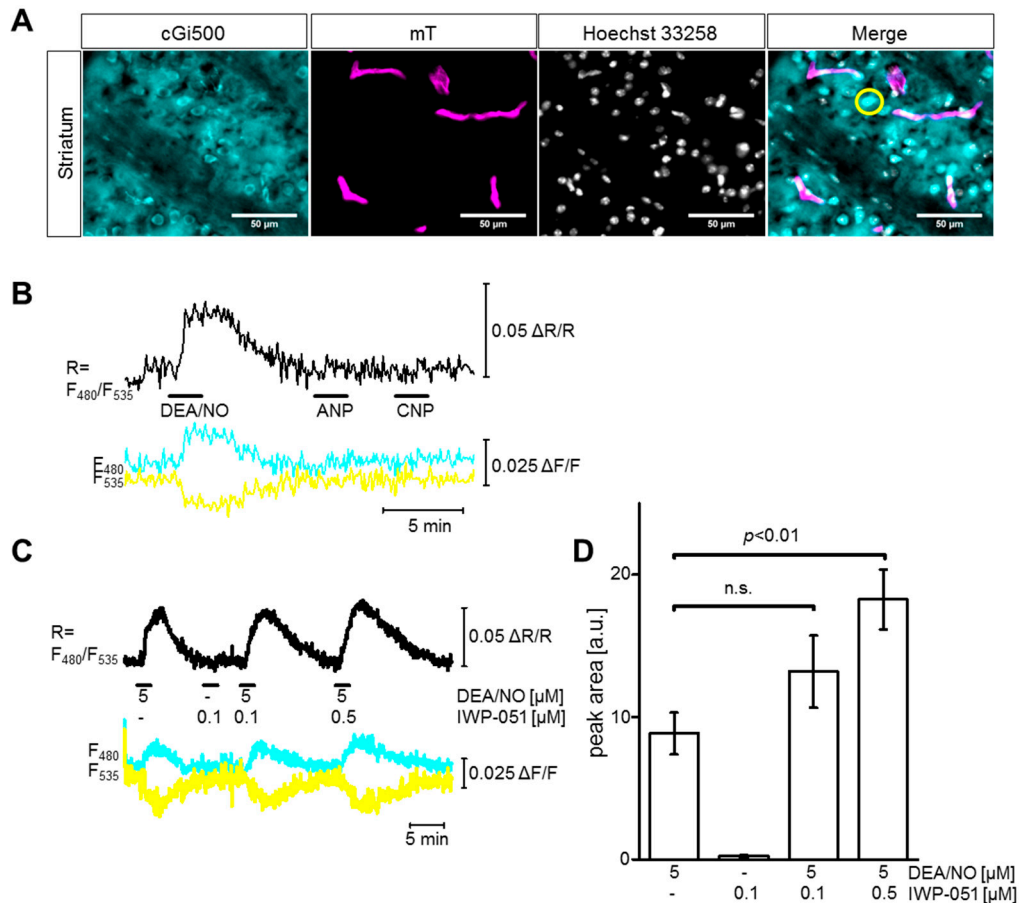 A
cGi500 mT Hoechst 33258 Merge
Striatum
50 µm 50 µm 50 µm 50 µm
B
0.05 ΔR/R
R=
F480/F535
DEA/NO ANP CNP
F480
F535
0.025 ΔF/F
5 min
C
R=
F480/F535
0.05 ΔR/R
5 - 5 5 DEA/NO [µM]
- 0.1 0.1 0.5 IWP-051 [µM]
F480
F535
0.025 ΔF/F
5 min
D
p<0.01
20
n.s.
peak area [a.u.]
10
0
5 - 5 5 DEA/NO [µM]
- 0.1 0.1 0.5 IWP-051 [µM]